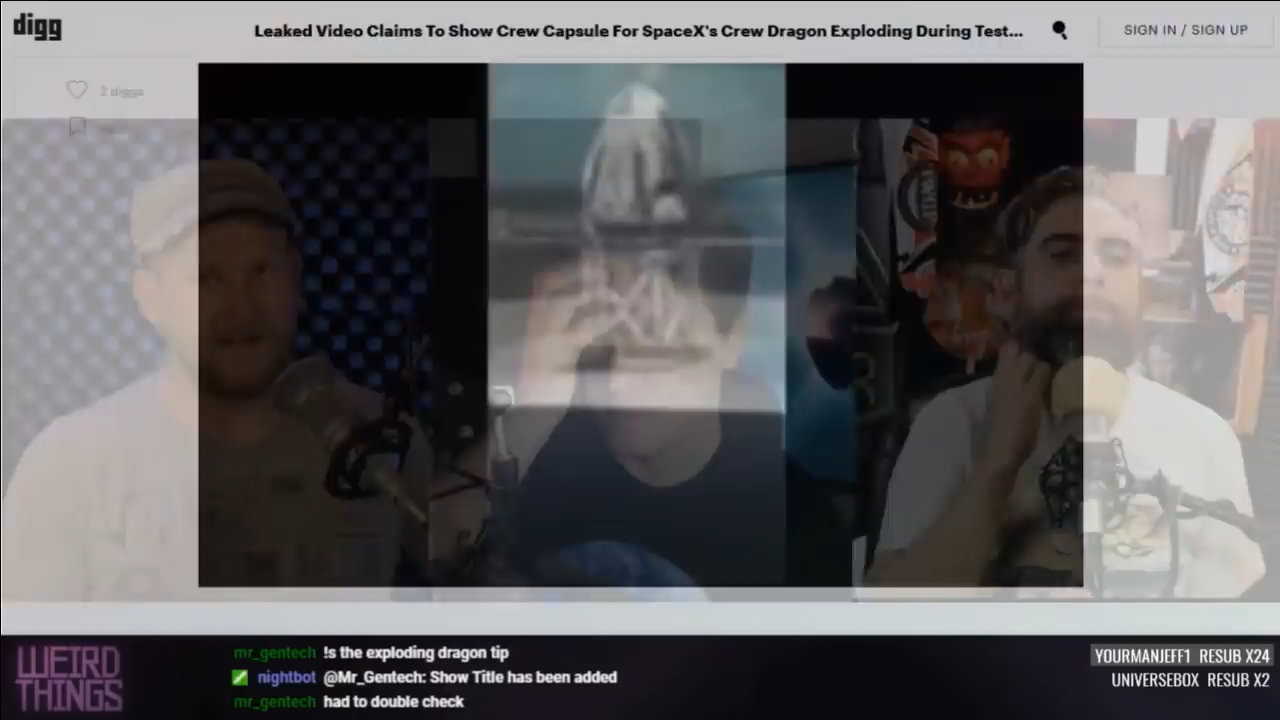 digg
Leaked Video Claims To Show Crew Capsule For SpaceX's Crew Dragon Exploding During Test...
SIGN IN / SIGN UP
2 diggs
WEIRD THINGS
mr_gentech !s the exploding dragon tip
nightbot @Mr_Gentech: Show Title has been added
mr_gentech had to double check
YOURMANJEFF1 RESUB X24
UNIVERSEBOX RESUB X2